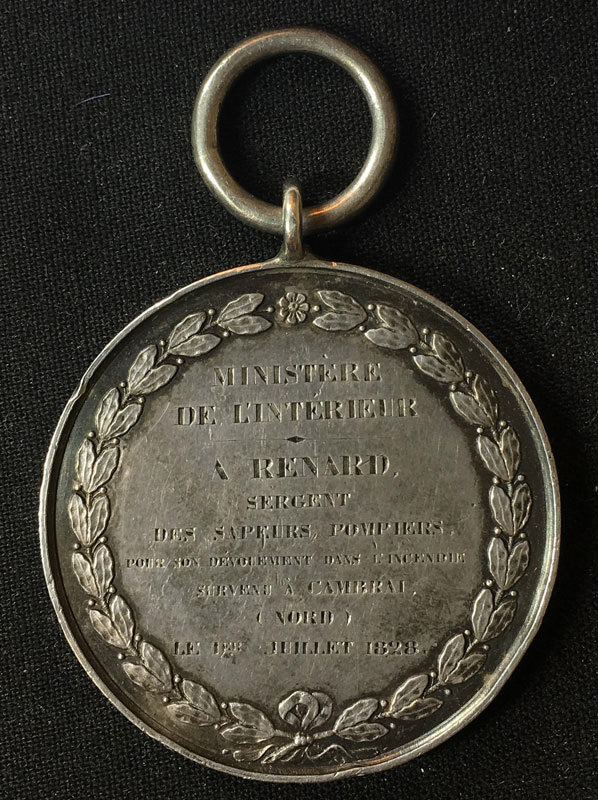 MINISTÈRE
DE L'INTÉRIEUR
A RENARD,
SERGENT
DES SAPEURS, POMPIERS,
POUR SON DÉVOUEMENT DANS L'INCENDIE
SURVENU A CAMBRAI,
( NORD )
LE 1ER JUILLET 1828.